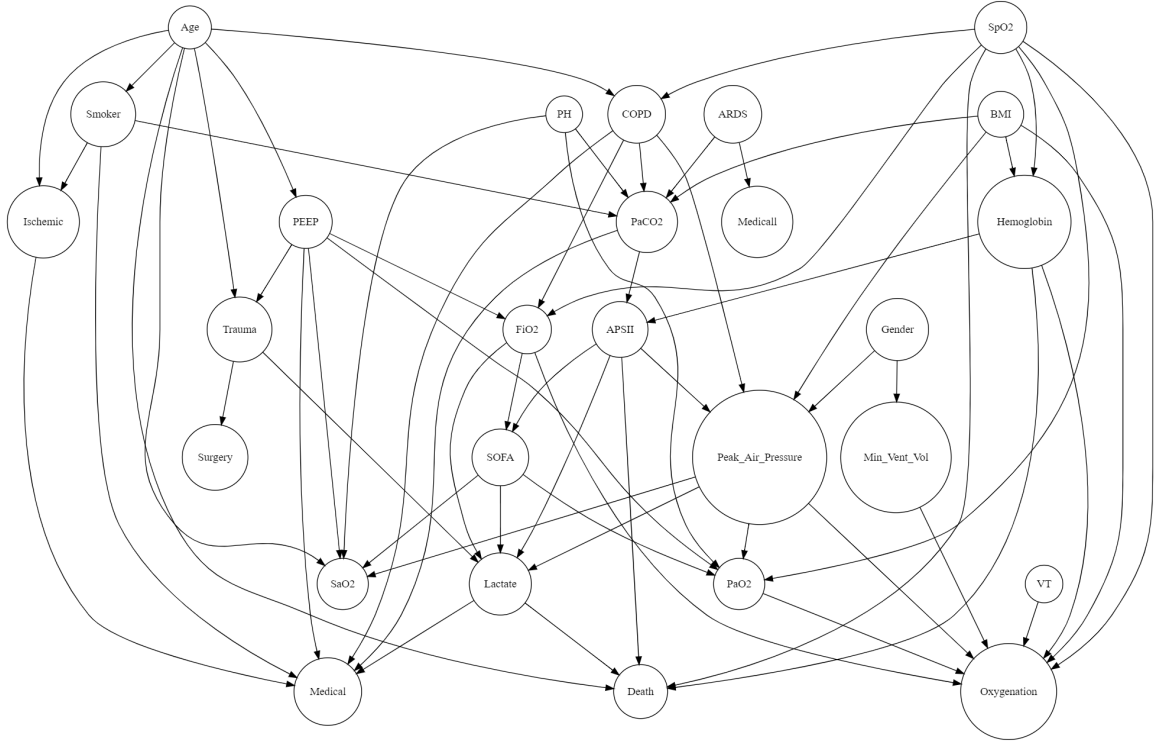 Age
SpO2
Smoker
PH
COPD
ARDS
BMI
Ischemic
PEEP
PaCO2
Medicall
Hemoglobin
Trauma
FiO2
APSII
Gender
Surgery
SOFA
Peak_Air_Pressure
Min_Vent_Vol
SaO2
Lactate
PaO2
VT
Medical
Death
Oxygenation